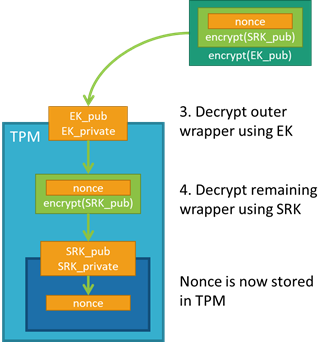 nonce
encrypt(SRK_pub)
encrypt(EK_pub)
EK_pub
EK_private
3. Decrypt outer
wrapper using EK
TPM
nonce
encrypt(SRK_pub)
4. Decrypt remaining
wrapper using SRK
SRK_pub
SRK_private
nonce
Nonce is now stored
in TPM